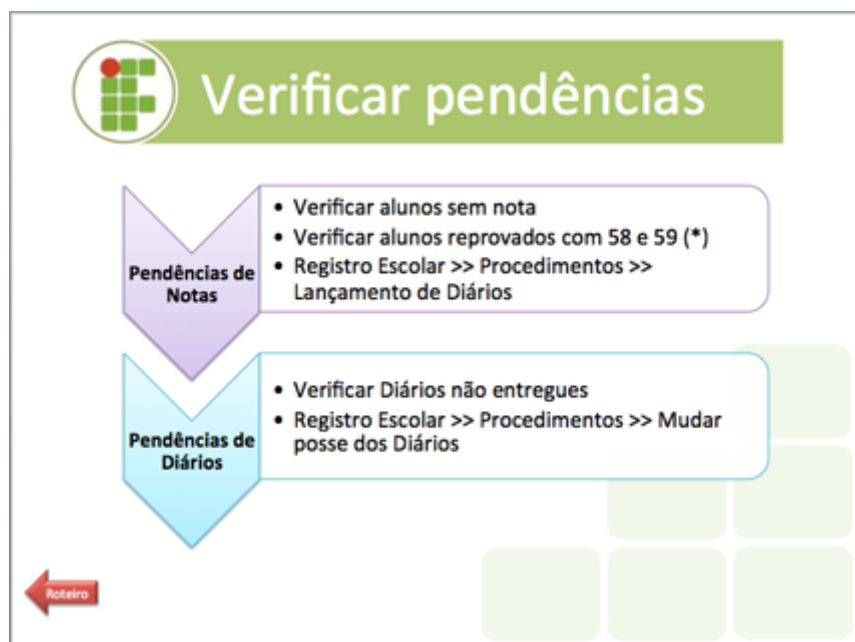 Verificar pendências
Pendências de
Notas
• Verificar alunos sem nota
• Verificar alunos reprovados com 58 e 59 (*)
• Registro Escolar >> Procedimentos >>
Lançamento de Diários
Pendências de
Diários
• Verificar Diários não entregues
• Registro Escolar >> Procedimentos >> Mudar
posse dos Diários
Roteiro